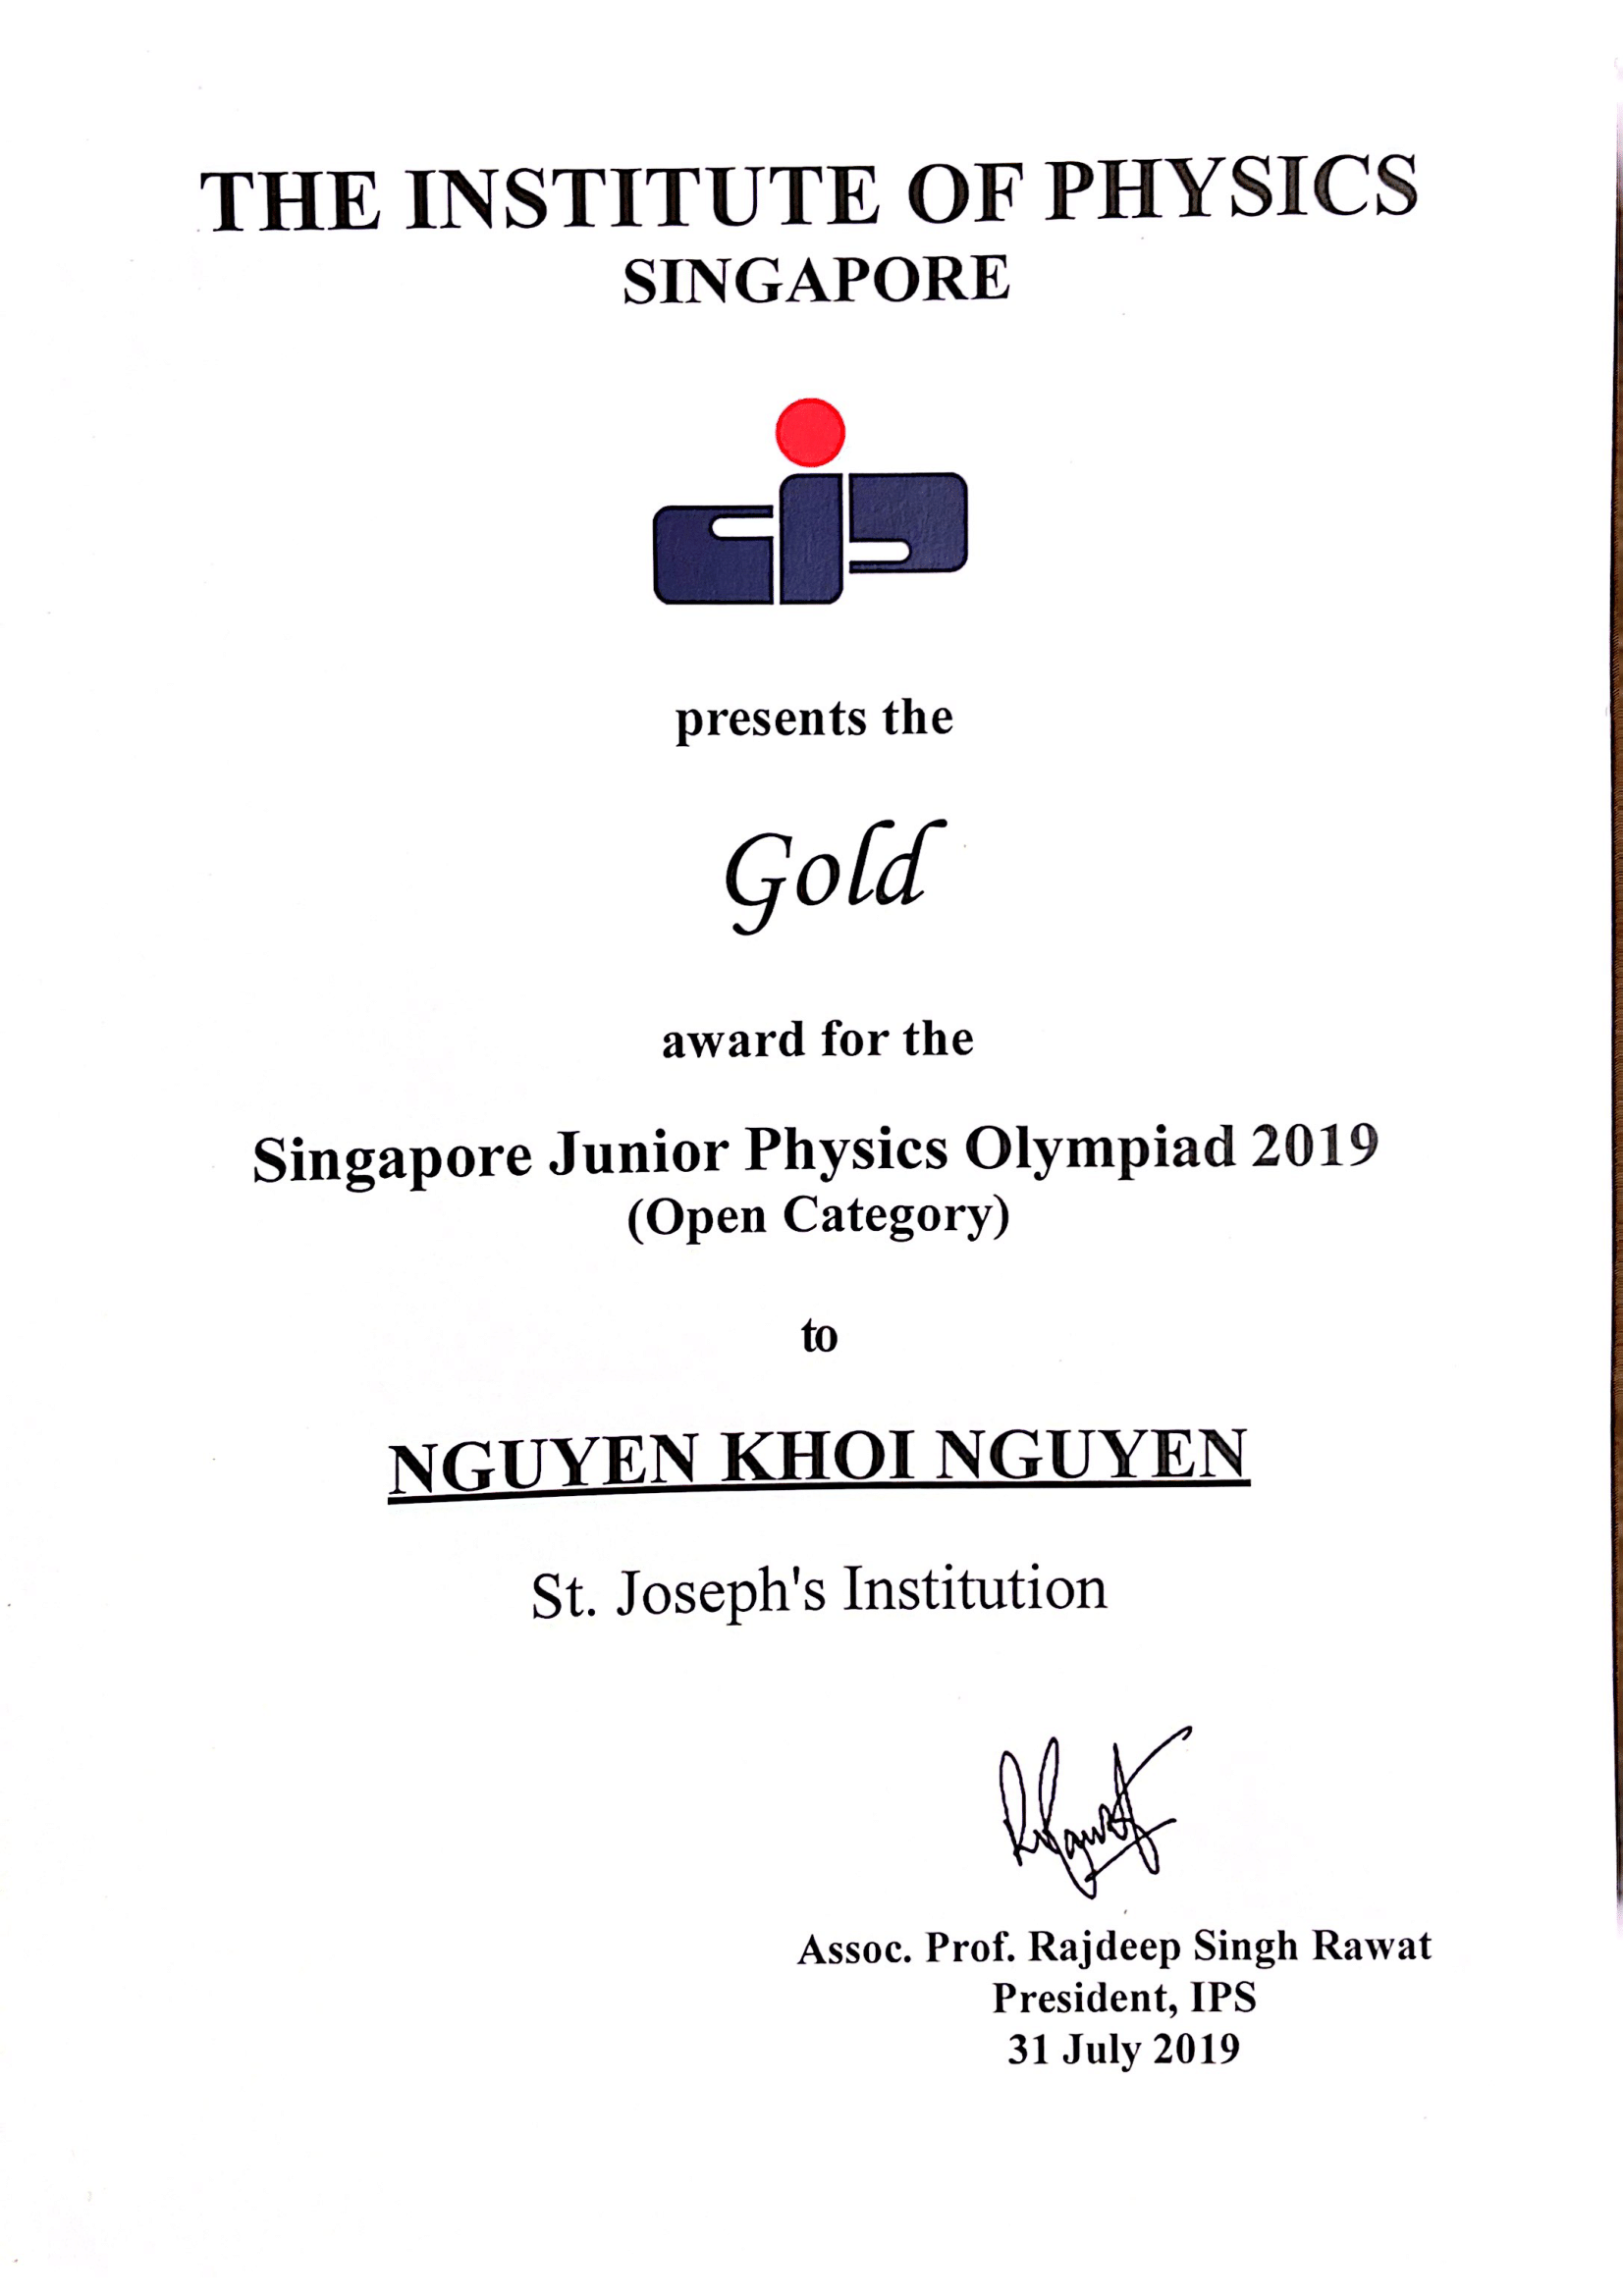 THE INSTITUTE OF PHYSICS
SINGAPORE
presents the
Gold
award for the
Singapore Junior Physics Olympiad 2019
(Open Category)
to
NGUYEN KHOI NGUYEN
St. Joseph's Institution
Assoc. Prof. Rajdeep Singh Rawat
President, IPS
31 July 2019